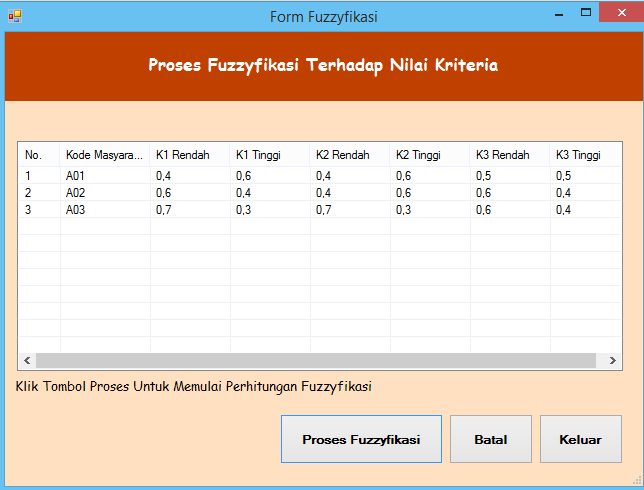 Form Fuzzyfikasi
Proses Fuzzyfikasi Terhadap Nilai Kriteria
No. Kode Masyara... K1 Rendah K1 Tinggi K2 Rendah K2 Tinggi K3 Rendah K3 Tinggi
1 A01 0,4 0,6 0,4 0,6 0,5 0,5
2 A02 0,6 0,4 0,4 0,6 0,6 0,4
3 A03 0,7 0,3 0,7 0,3 0,6 0,4
Klik Tombol Proses Untuk Memulai Perhitungan Fuzzyfikasi
Proses Fuzzyfikasi Batal Keluar